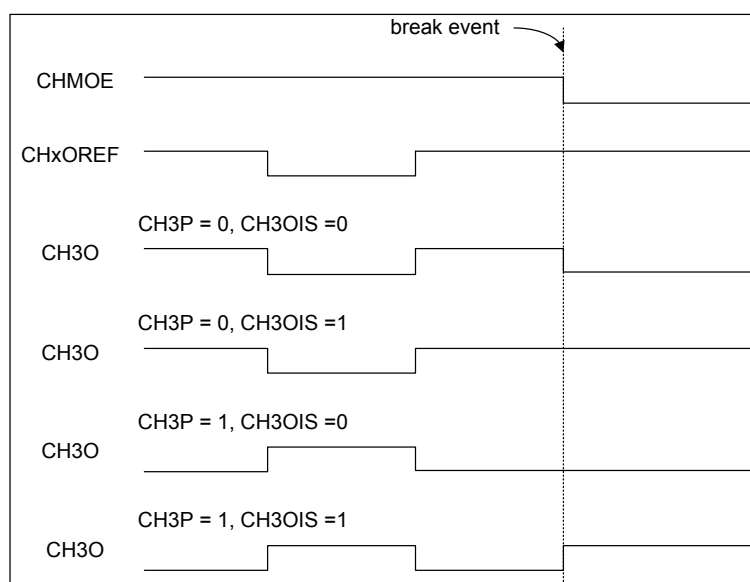 break event
CHMOE
CHxOREF
CH3P = 0, CH3OIS =0
CH3O
CH3P = 0, CH3OIS =1
CH3O
CH3P = 1, CH3OIS =0
CH3O
CH3P = 1, CH3OIS =1
CH3O